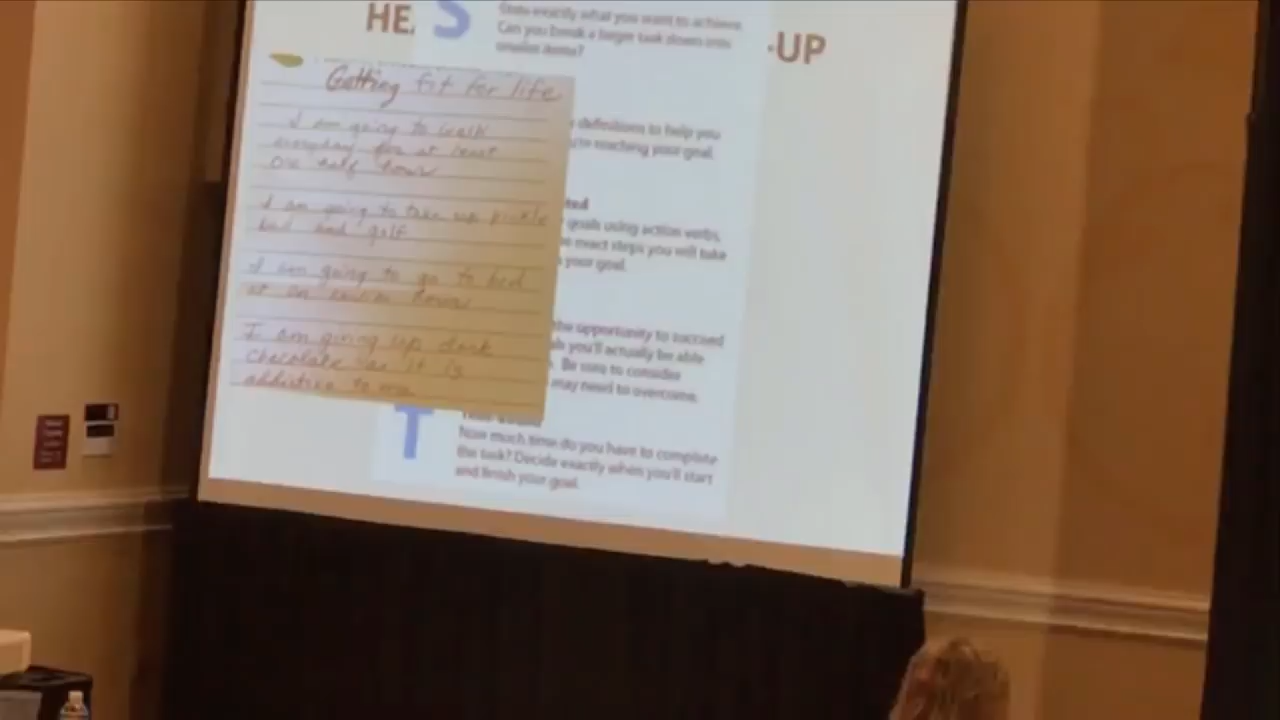 HEA
-UP
S
State exactly what you want to achieve.
Can you break a larger task down into
smaller items?
Getting fit for life
I am going to walk
everyday for at least
one half hour
I am going to take up pickle
ball and golf
I am going to go to bed
at an hour
I am giving up dark
chocolate as it is
addictive to me
definitions to help you
you're reaching your goal.
goals using action verbs,
exact steps you will take
your goal.
the opportunity to succeed
you'll actually be able
Be sure to consider
may need to overcome.
T
How much time do you have to complete
the task? Decide exactly when you'll start
and finish your goal.